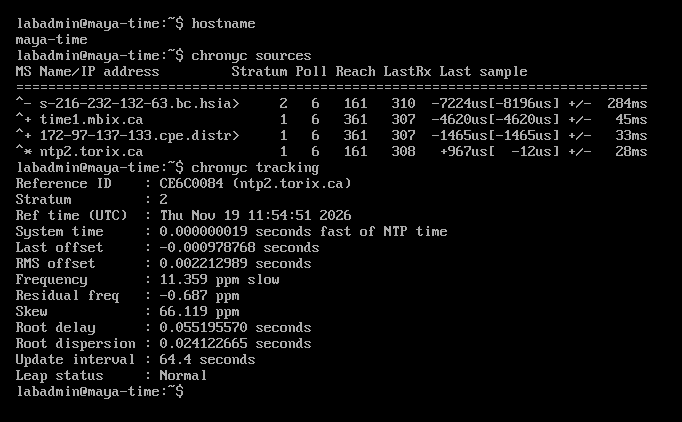 labadmin@maya-time:~$ hostname
maya-time
labadmin@maya-time:~$ chronyc sources
MS Name/IP address         Stratum Poll Reach LastRx Last sample
===============================================================================
^- s-216-232-132-63.bc.hsia>     2   6   161   310  -7224us[-8196us] +/-  284ms
^+ time1.mbix.ca                 1   6   361   307  -4620us[-4620us] +/-   45ms
^+ 172-97-137-133.cpe.distr>     1   6   361   307  -1465us[-1465us] +/-   33ms
^* ntp2.torix.ca                 1   6   161   308   +967us[  -12us] +/-   28ms
labadmin@maya-time:~$ chronyc tracking
Reference ID    : CE6C0084 (ntp2.torix.ca)
Stratum         : 2
Ref time (UTC)  : Thu Nov 19 11:54:51 2026
System time     : 0.000000019 seconds fast of NTP time
Last offset     : -0.000978768 seconds
RMS offset      : 0.002212989 seconds
Frequency       : 11.359 ppm slow
Residual freq   : -0.687 ppm
Skew            : 66.119 ppm
Root delay      : 0.055195570 seconds
Root dispersion : 0.024122665 seconds
Update interval : 64.4 seconds
Leap status     : Normal
labadmin@maya-time:~$